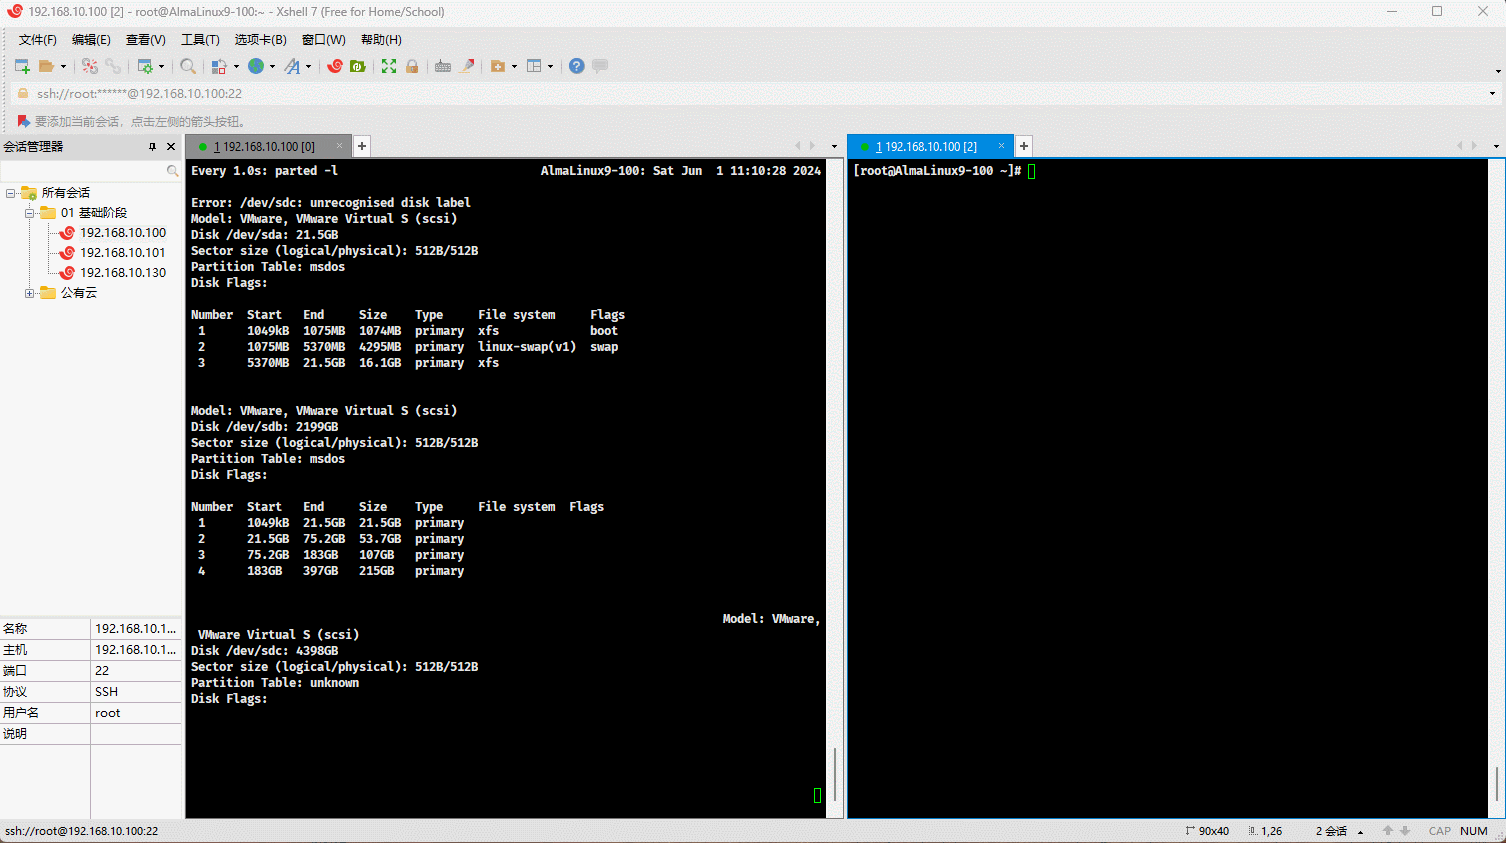 192.168.10.100 [2] - root@AlmaLinux9-100:~ - Xshell 7 (Free for Home/School)
文件(F) 编辑(E) 查看(V) 工具(T) 选项卡(B) 窗口(W) 帮助(H)
ssh://root:******@192.168.10.100:22
要添加当前会话，点击左侧的箭头按钮。
会话管理器
所有会话
01 基础阶段
192.168.10.100
192.168.10.101
192.168.10.130
公有云
名称 192.168.10.1...
主机 192.168.10.1...
端口 22
协议 SSH
用户名 root
说明
1 192.168.10.100 [0]
Every 1.0s: parted -l AlmaLinux9-100: Sat Jun  1 11:10:28 2024
Error: /dev/sdc: unrecognised disk label
Model: VMware, VMware Virtual S (scsi)
Disk /dev/sda: 21.5GB
Sector size (logical/physical): 512B/512B
Partition Table: msdos
Disk Flags:
Number  Start   End     Size    Type     File system     Flags
 1      1049kB  1075MB  1074MB  primary  xfs             boot
 2      1075MB  5370MB  4295MB  primary  linux-swap(v1)  swap
 3      5370MB  21.5GB  16.1GB  primary  xfs
Model: VMware, VMware Virtual S (scsi)
Disk /dev/sdb: 2199GB
Sector size (logical/physical): 512B/512B
Partition Table: msdos
Disk Flags:
Number  Start   End     Size    Type     File system  Flags
 1      1049kB  21.5GB  21.5GB  primary
 2      21.5GB  75.2GB  53.7GB  primary
 3      75.2GB  183GB   107GB   primary
 4      183GB   397GB   215GB   primary
Model: VMware,
 VMware Virtual S (scsi)
Disk /dev/sdc: 4398GB
Sector size (logical/physical): 512B/512B
Partition Table: unknown
Disk Flags:
1 192.168.10.100 [2]
[root@AlmaLinux9-100 ~]#
ssh://root@192.168.10.100:22 90x40 1,26 2 会话 CAP NUM